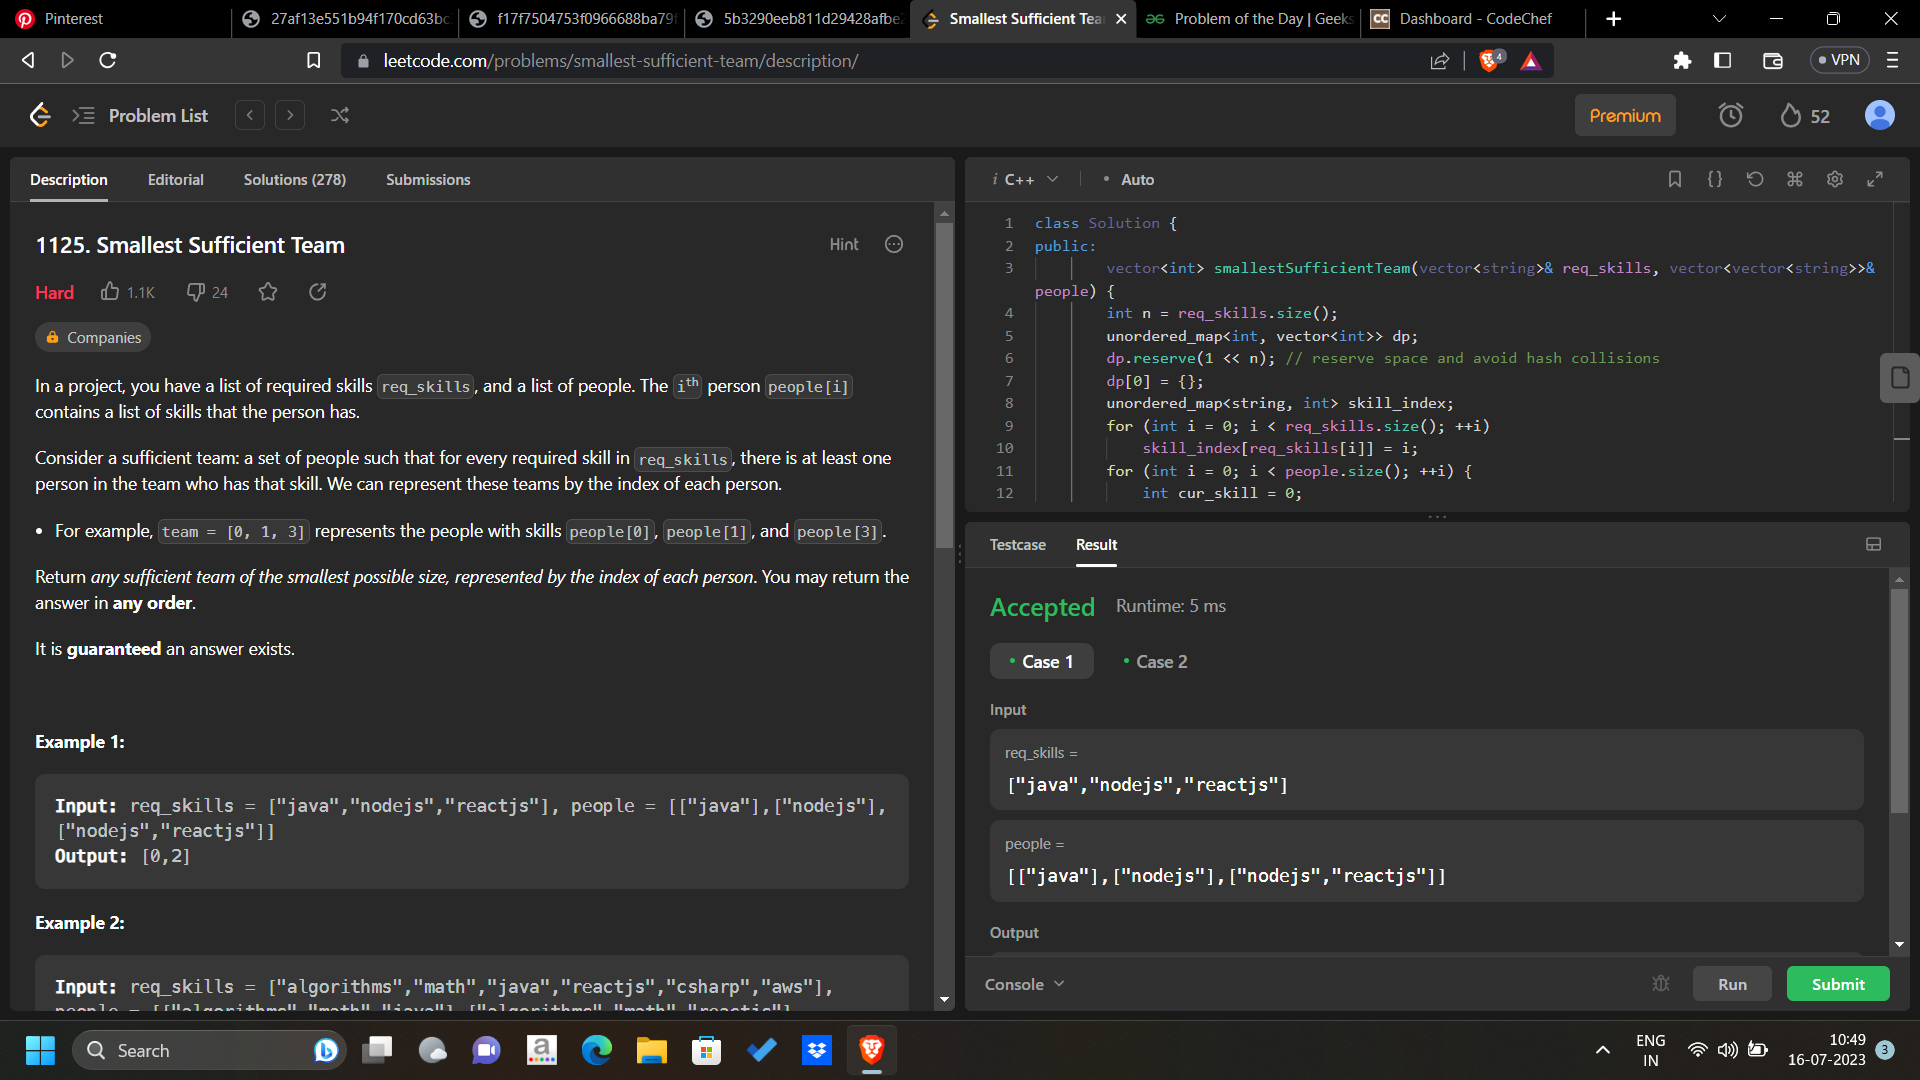 Pinterest
27af13e551b94f170cd63bc
f17f7504753f0966688ba79f
5b3290eeb811d29428afbe2
Smallest Sufficient Tea
Problem of the Day | Geeks
CC Dashboard - CodeChef
leetcode.com/problems/smallest-sufficient-team/description/
4
VPN
Problem List
Premium
52
Description Editorial Solutions (278) Submissions
1125. Smallest Sufficient Team
Hint
Hard 1.1K 24
Companies
In a project, you have a list of required skills req_skills, and a list of people. The ith person people[i]
contains a list of skills that the person has.
Consider a sufficient team: a set of people such that for every required skill in req_skills, there is at least one
person in the team who has that skill. We can represent these teams by the index of each person.
• For example, team = [0, 1, 3] represents the people with skills people[0], people[1], and people[3].
Return any sufficient team of the smallest possible size, represented by the index of each person. You may return the
answer in any order.
It is guaranteed an answer exists.
Example 1:
Input: req_skills = ["java","nodejs","reactjs"], people = [["java"],["nodejs"],
["nodejs","reactjs"]]
Output: [0,2]
Example 2:
Input: req_skills = ["algorithms","math","java","reactjs","csharp","aws"],
people = [["algorithms","math","java"],["algorithms","math","reactjs"],
i C++ • Auto
1 class Solution {
2 public:
3 vector<int> smallestSufficientTeam(vector<string>& req_skills, vector<vector<string>>&
people) {
4 int n = req_skills.size();
5 unordered_map<int, vector<int>> dp;
6 dp.reserve(1 << n); // reserve space and avoid hash collisions
7 dp[0] = {};
8 unordered_map<string, int> skill_index;
9 for (int i = 0; i < req_skills.size(); ++i)
10 skill_index[req_skills[i]] = i;
11 for (int i = 0; i < people.size(); ++i) {
12 int cur_skill = 0;
Testcase Result
Accepted Runtime: 5 ms
• Case 1 • Case 2
Input
req_skills =
["java","nodejs","reactjs"]
people =
[["java"],["nodejs"],["nodejs","reactjs"]]
Output
Console
Run
Submit
Search
a
ENG
IN
10:49
16-07-2023
3